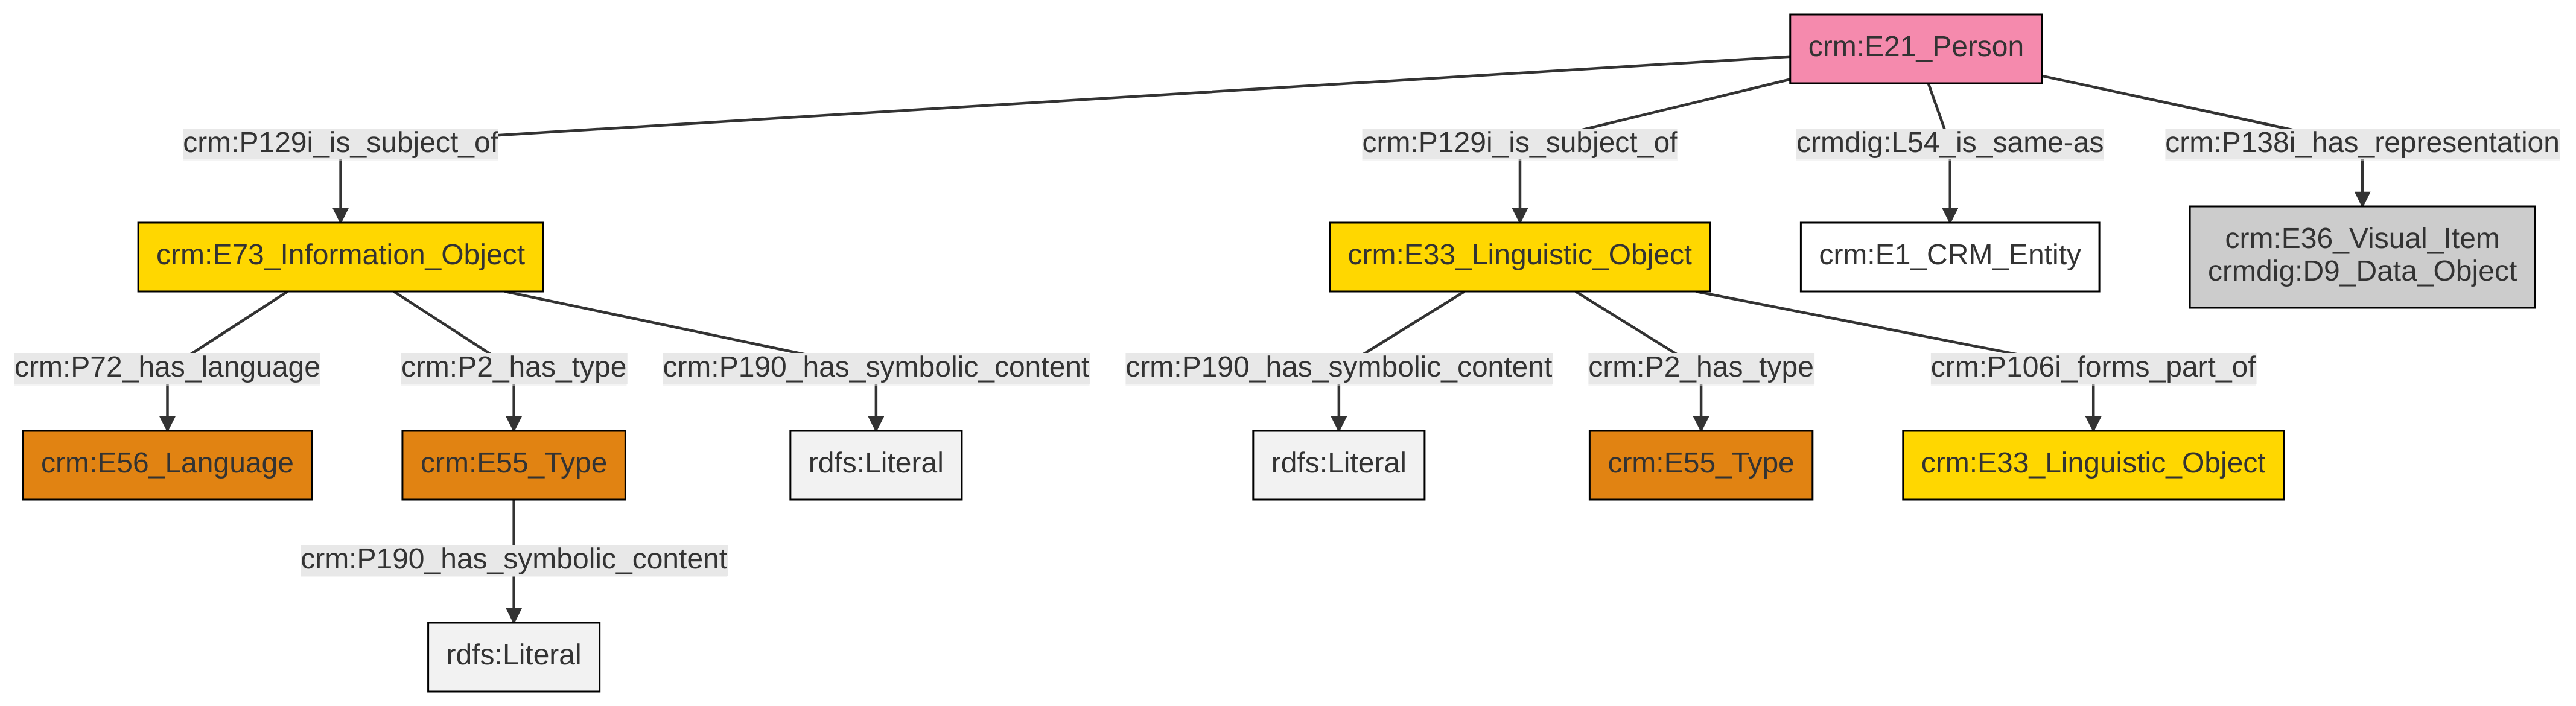 crm:E21_Person
crm:P129i_is_subject_of
crm:P129i_is_subject_of
crmdig:L54_is_same-as
crm:P138i_has_representation
crm:E73_Information_Object
crm:E33_Linguistic_Object
crm:E1_CRM_Entity
crm:E36_Visual_Item
crmdig:D9_Data_Object
crm:P72_has_language
crm:P2_has_type
crm:P190_has_symbolic_content
crm:P190_has_symbolic_content
crm:P2_has_type
crm:P106i_forms_part_of
crm:E56_Language
crm:E55_Type
rdfs:Literal
rdfs:Literal
crm:E55_Type
crm:E33_Linguistic_Object
crm:P190_has_symbolic_content
rdfs:Literal